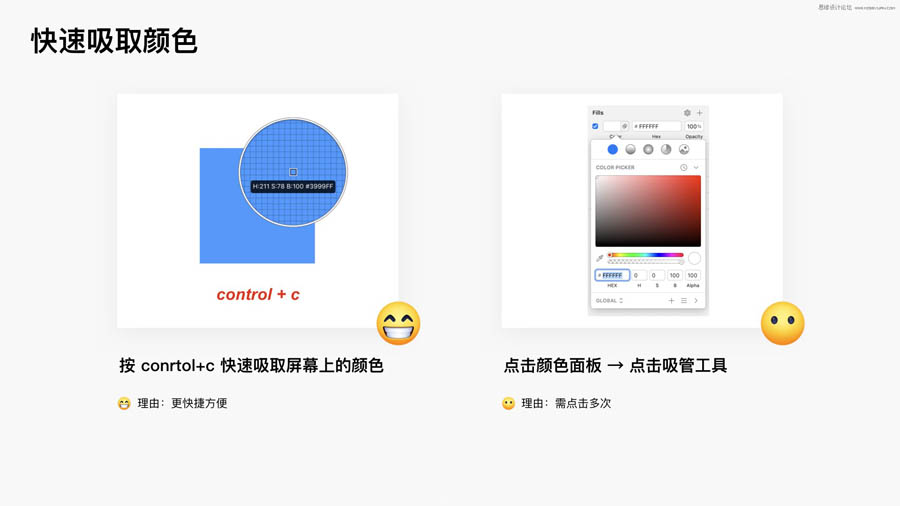 思缘设计论坛 WWW.MISSYUAN.COM
快速吸取颜色
H:211 S:78 B:100 #3999FF
control + c
按 conrtol+c 快速吸取屏幕上的颜色
😁 理由：更快捷方便
Fills
# FFFFFF 100%
Color Hex Opacity
COLOR PICKER
# FFFFFF 0 0 100 100
HEX H S B Alpha
GLOBAL
点击颜色面板 → 点击吸管工具
😶 理由：需点击多次